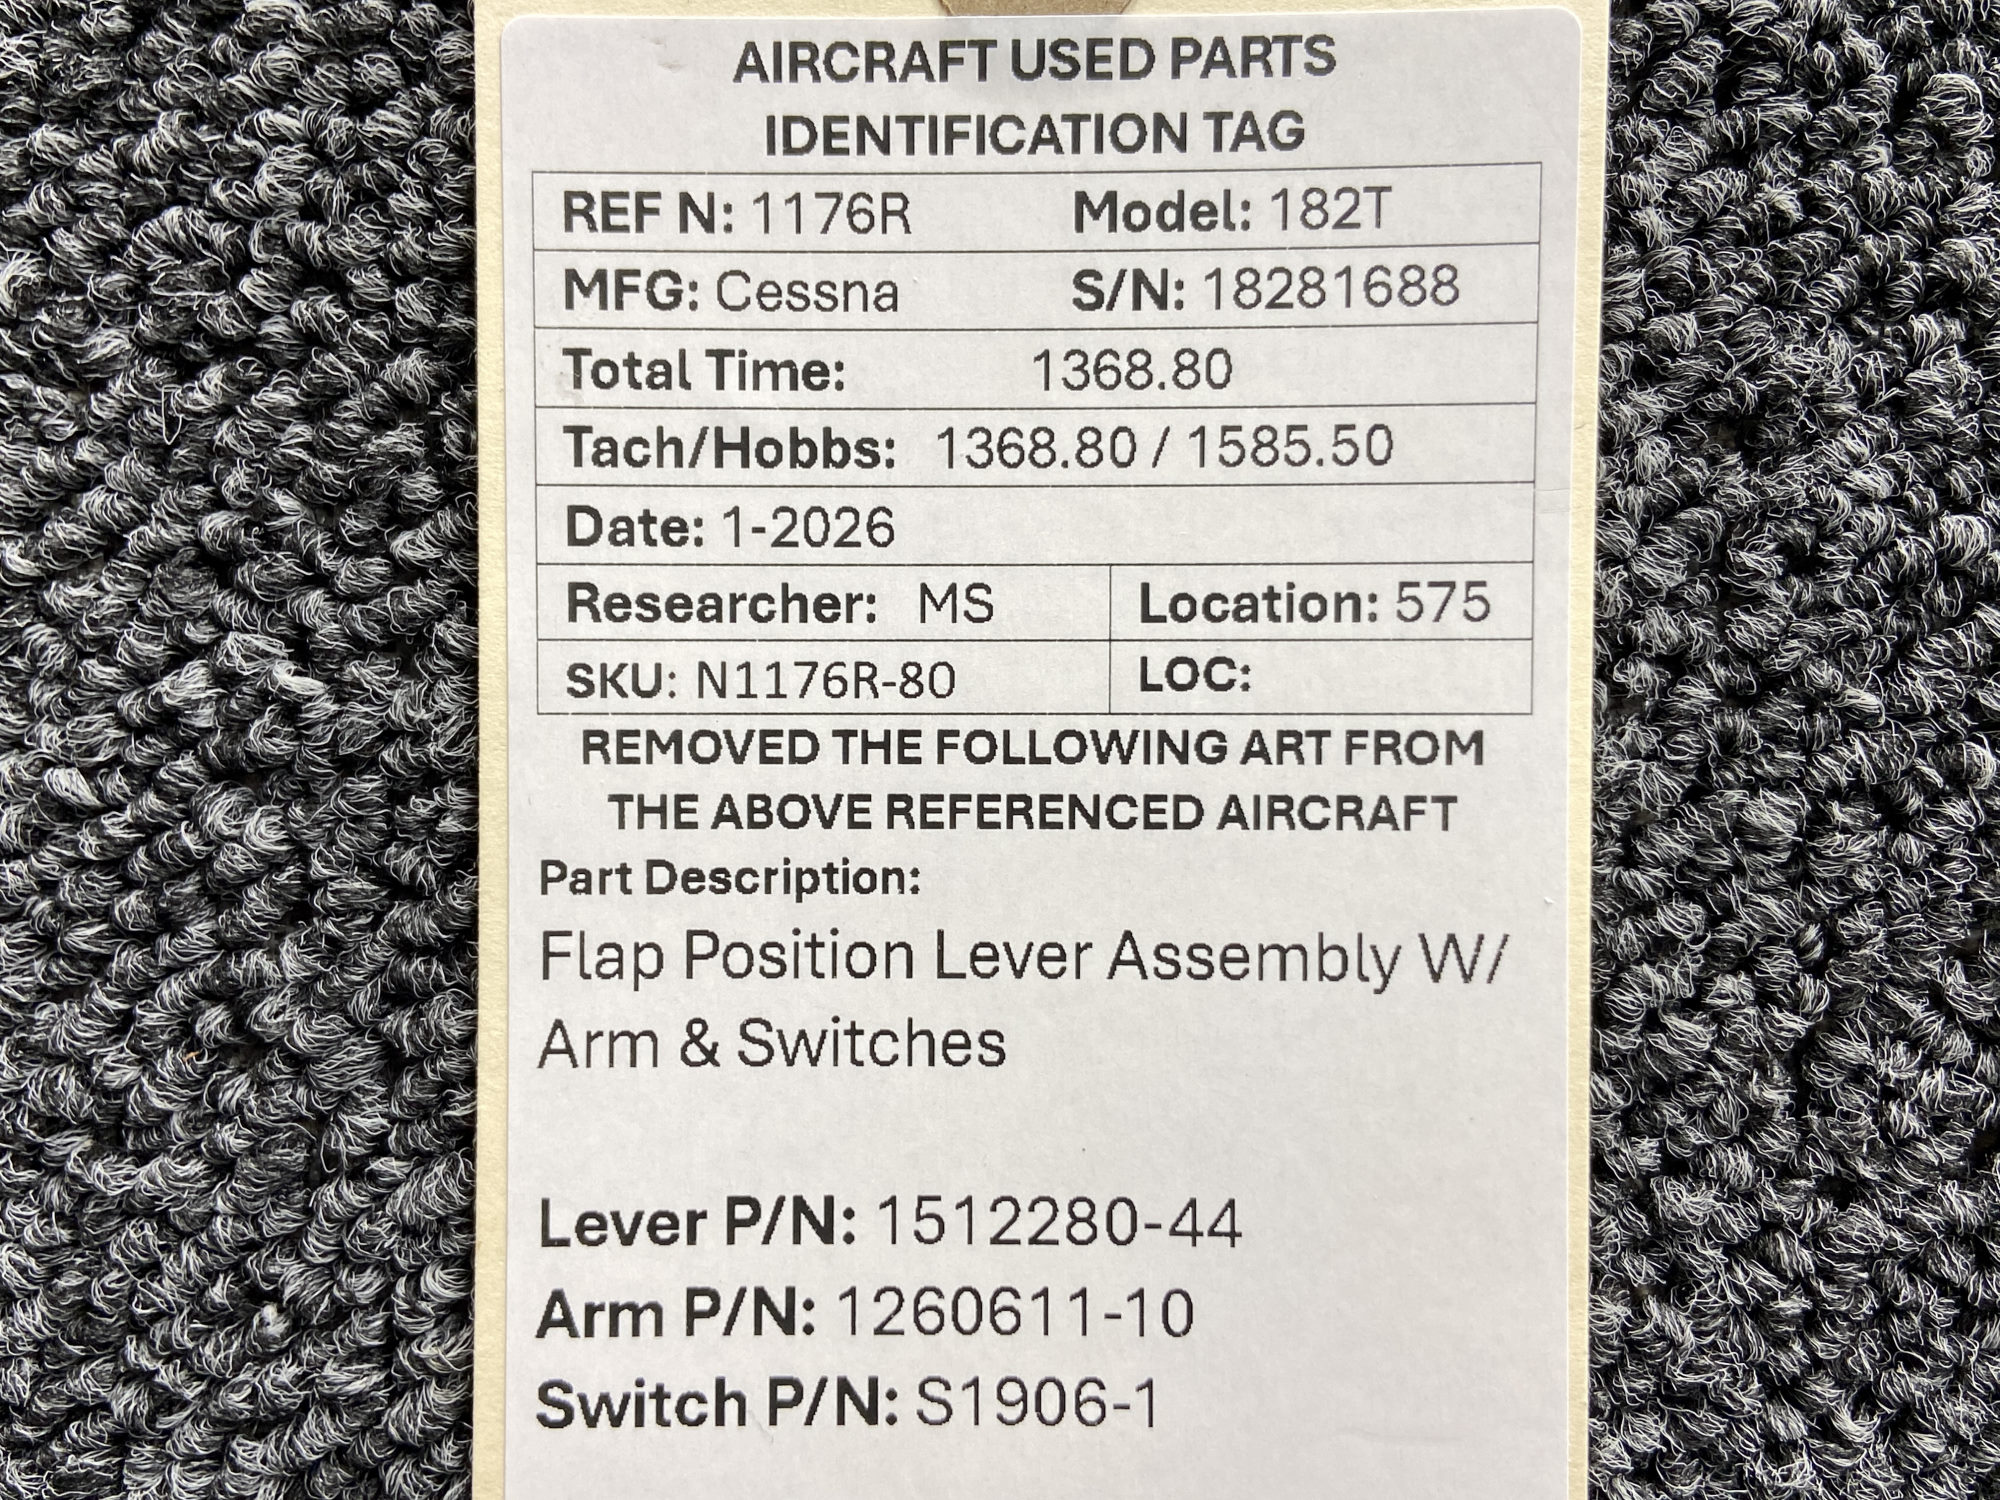 AIRCRAFT USED PARTS
IDENTIFICATION TAG
REF N: 1176R Model: 182T
MFG: Cessna S/N: 18281688
Total Time: 1368.80
Tach/Hobbs: 1368.80 / 1585.50
Date: 1-2026
Researcher: MS Location: 575
SKU: N1176R-80 LOC:
REMOVED THE FOLLOWING ART FROM
THE ABOVE REFERENCED AIRCRAFT
Part Description:
Flap Position Lever Assembly W/
Arm & Switches
Lever P/N: 1512280-44
Arm P/N: 1260611-10
Switch P/N: S1906-1